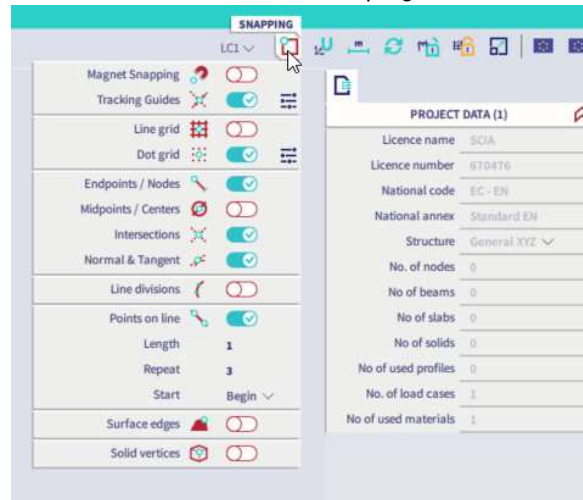 SNAPPING
LC1
Magnet Snapping
Tracking Guides
Line grid
Dot grid
Endpoints / Nodes
Midpoints / Centers
Intersections
Normal & Tangent
Line divisions
Points on line
Length 1
Repeat 3
Start Begin
Surface edges
Solid vertices
PROJECT DATA (1)
Licence name SCIA
Licence number 670476
National code EC - EN
National annex Standard EN
Structure General XYZ
No. of nodes 0
No of beams 0
No of slabs 0
No of solids 0
No of used profiles 0
No. of load cases 1
No of used materials 1